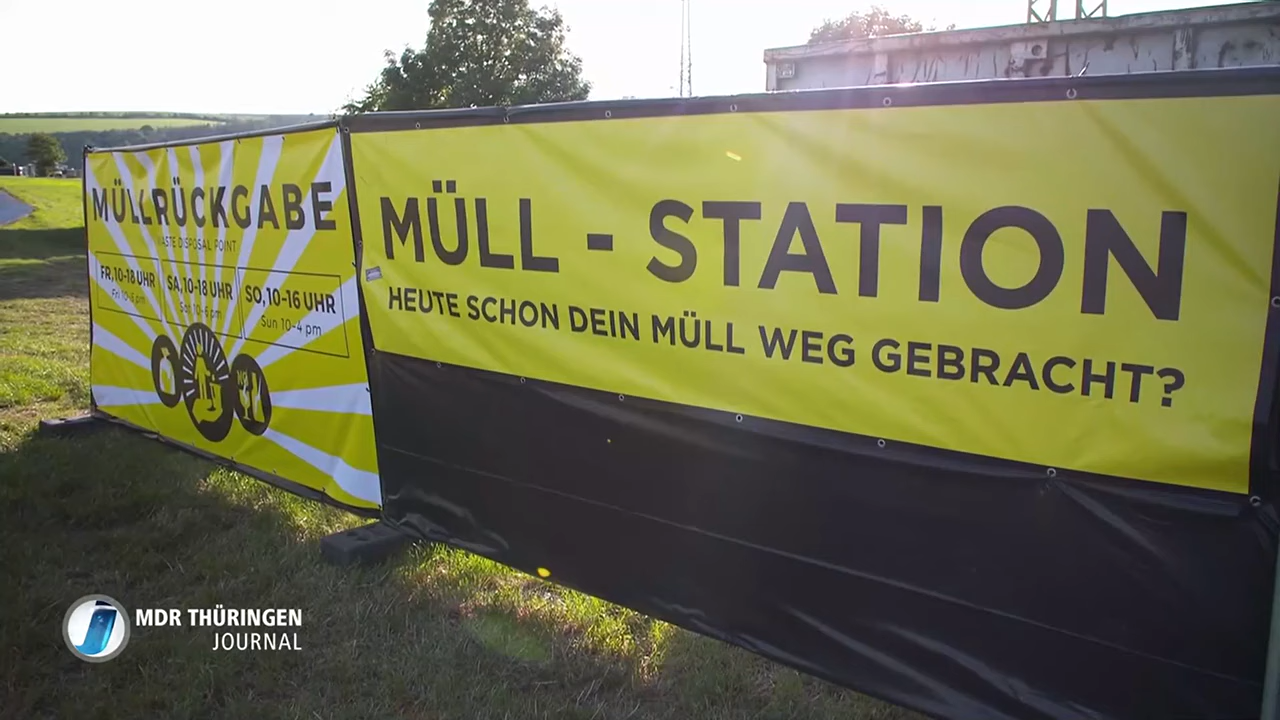 MÜLLRÜCKGABE
WASTE DISPOSAL POINT
FR, 10-18 UHR
Fri 10-6 pm
SA, 10-18 UHR
Sat 10-6 pm
SO, 10-16 UHR
Sun 10-4 pm
MÜLL - STATION
HEUTE SCHON DEIN MÜLL WEG GEBRACHT?
MDR THÜRINGEN
JOURNAL